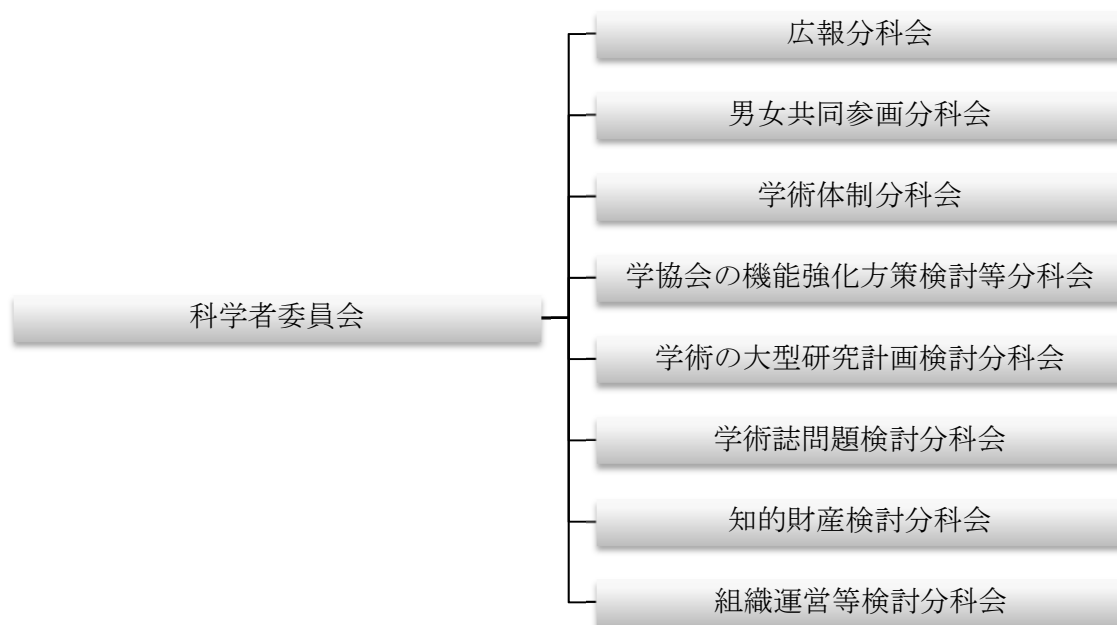 広報分科会
男女共同参画分科会
学術体制分科会
学協会の機能強化方策検討等分科会
科学者委員会
学術の大型研究計画検討分科会
学術誌問題検討分科会
知的財産検討分科会
組織運営等検討分科会